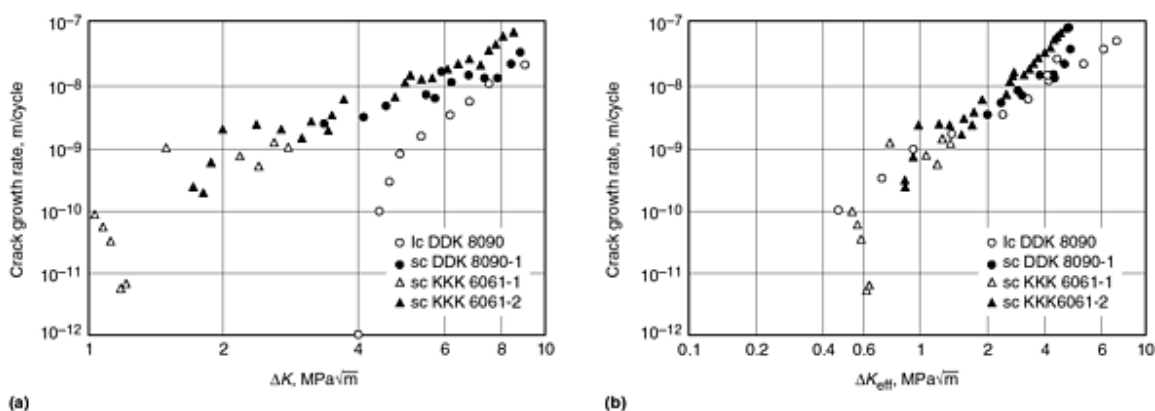 10⁻⁷
10⁻⁸
10⁻⁹
10⁻¹⁰
10⁻¹¹
10⁻¹²
Crack growth rate, m/cycle
lc DDK 8090
sc DDK 8090-1
sc KKK 6061-1
sc KKK 6061-2
1 2 4 6 8 10
ΔK, MPa√m
(a)
10⁻⁷
10⁻⁸
10⁻⁹
10⁻¹⁰
10⁻¹¹
10⁻¹²
Crack growth rate, m/cycle
lc DDK 8090
sc DDK 8090-1
sc KKK 6061-1
sc KKK6061-2
0.1 0.2 0.4 0.6 1 2 4 6 10
ΔK_eff, MPa√m
(b)